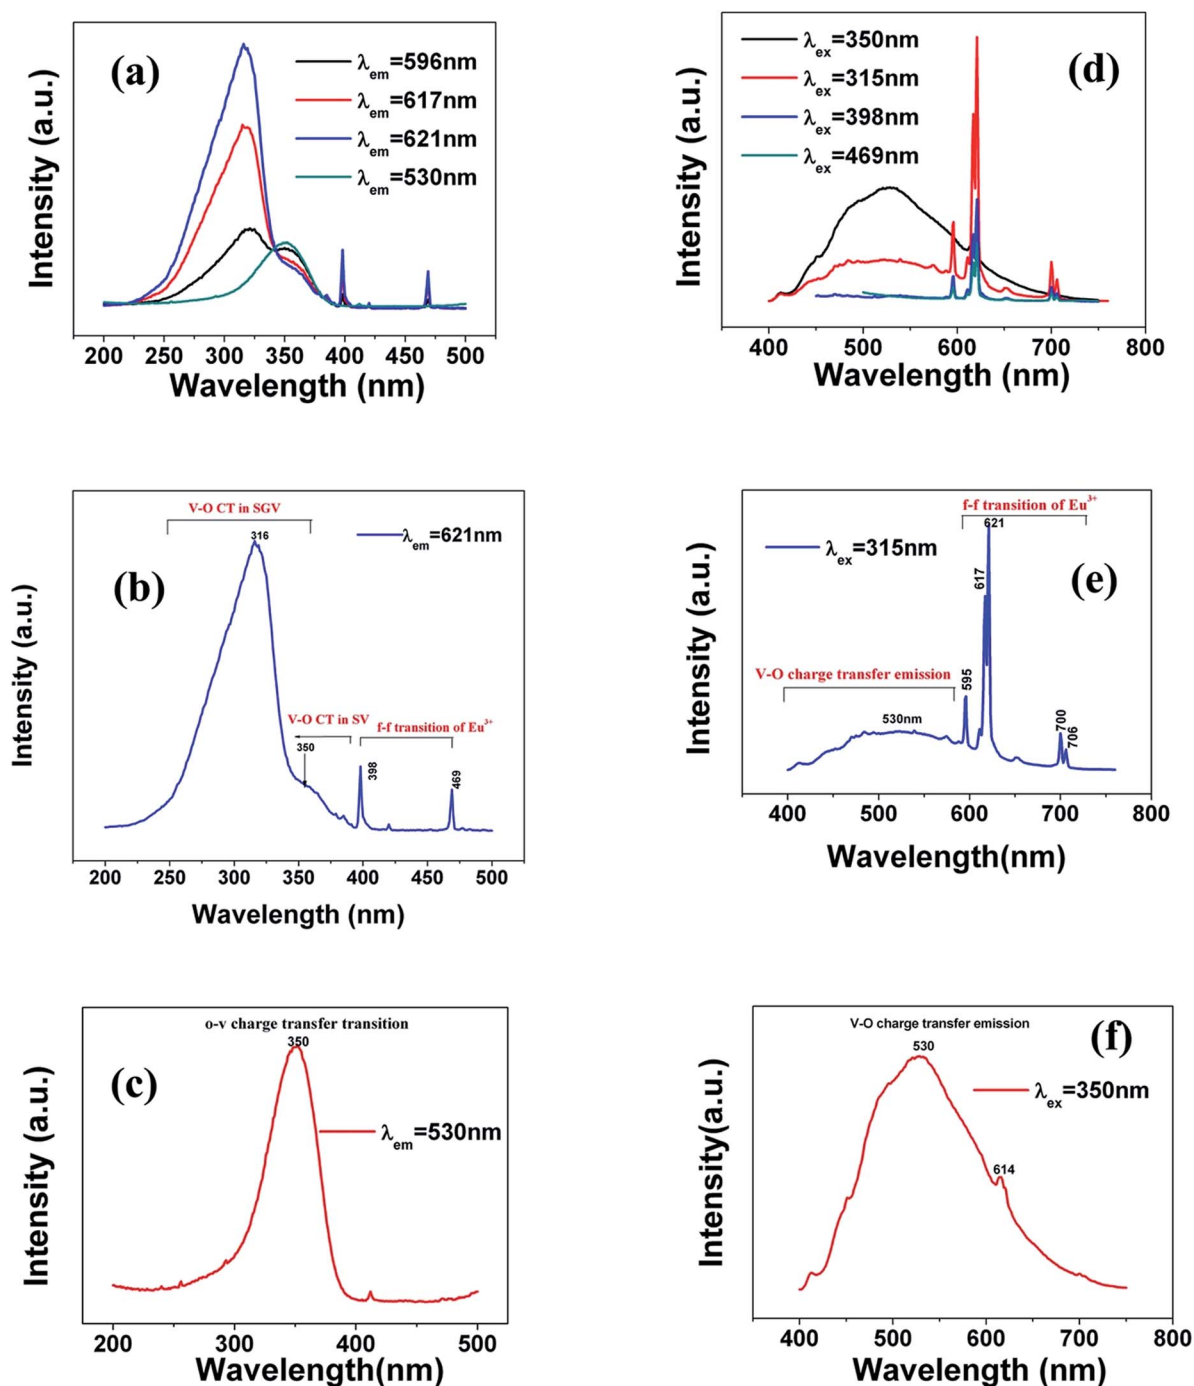 (a)
λem=596nm
λem=617nm
λem=621nm
λem=530nm
Intensity (a.u.)
200 250 300 350 400 450 500
Wavelength (nm)
λex=350nm
λex=315nm
λex=398nm
λex=469nm
(d)
Intensity (a.u.)
400 500 600 700 800
Wavelength (nm)
V-O CT in SGV
316
λem=621nm
(b)
V-O CT in SV
350
f-f transition of Eu3+
398
469
Intensity (a.u.)
200 250 300 350 400 450 500
Wavelength (nm)
f-f transition of Eu3+
621
λex=315nm
617
(e)
V-O charge transfer emission
595
530nm
700
706
Intensity (a.u.)
400 500 600 700 800
Wavelength(nm)
o-v charge transfer transition
350
(c)
λem=530nm
Intensity (a.u.)
200 300 400 500
Wavelength(nm)
V-O charge transfer emission
530
(f)
λex=350nm
614
Intensity(a.u.)
400 500 600 700 800
Wavelength (nm)